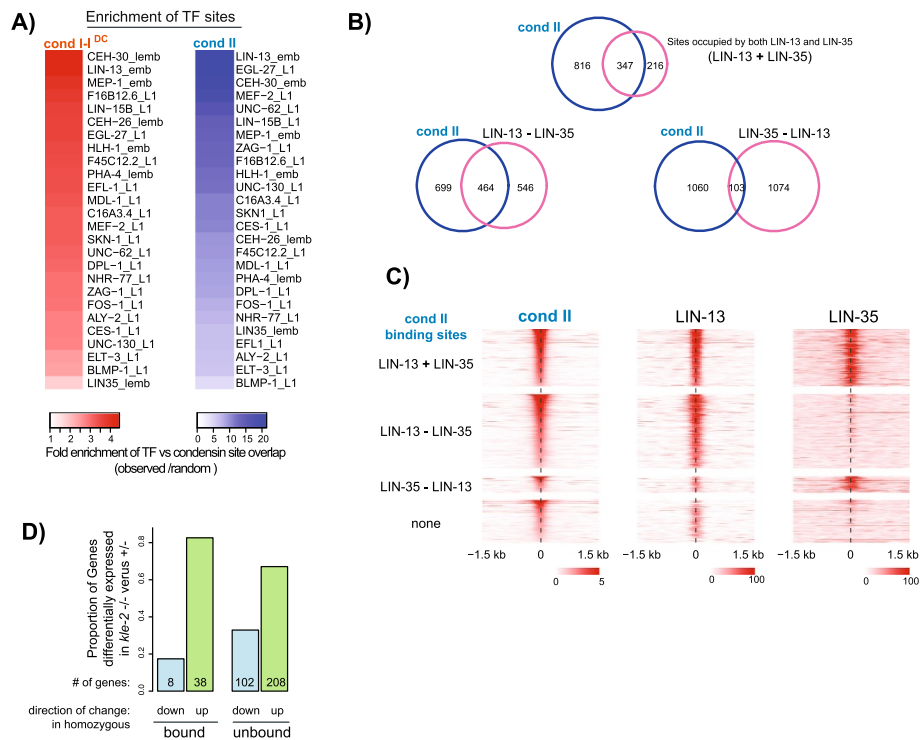 A)
Enrichment of TF sites
cond I-I DC
CEH-30_lemb
LIN-13_emb
MEP-1_emb
F16B12.6_L1
LIN-15B_L1
CEH-26_lemb
EGL-27_L1
HLH-1_emb
F45C12.2_L1
PHA-4_lemb
EFL-1_L1
MDL-1_L1
C16A3.4_L1
MEF-2_L1
SKN-1_L1
UNC-62_L1
DPL-1_L1
NHR-77_L1
ZAG-1_L1
FOS-1_L1
ALY-2_L1
CES-1_L1
UNC-130_L1
ELT-3_L1
BLMP-1_L1
LIN35_lemb
cond II
LIN-13_emb
EGL-27_L1
CEH-30_emb
MEF-2_L1
UNC-62_L1
LIN-15B_L1
MEP-1_emb
ZAG-1_L1
F16B12.6_L1
HLH-1_emb
UNC-130_L1
C16A3.4_L1
SKN1_L1
CES-1_L1
CEH-26_lemb
F45C12.2_L1
MDL-1_L1
PHA-4_lemb
DPL-1_L1
FOS-1_L1
NHR-77_L1
LIN35_lemb
EFL1_L1
ALY-2_L1
ELT-3_L1
BLMP-1_L1
1 2 3 4
0 5 10 15 20
Fold enrichment of TF vs condensin site overlap
(observed /random )
B)
cond II
Sites occupied by both LIN-13 and LIN-35
(LIN-13 + LIN-35)
816 347 216
cond II LIN-13 - LIN-35
699 464 546
cond II LIN-35 - LIN-13
1060 103 1074
C)
cond II
binding sites
cond II LIN-13 LIN-35
LIN-13 + LIN-35
LIN-13 - LIN-35
LIN-35 - LIN-13
none
−1.5 kb 0 1.5 kb
−1.5 kb 0 1.5 kb
−1.5 kb 0 1.5 kb
0 5
0 100
0 100
D)
Proportion of Genes
differentially expressed
in kle-2 -/- verus +/-
0.0 0.2 0.4 0.6 0.8
# of genes: 8 38 102 208
direction of change: down up down up
in homozygous
bound unbound